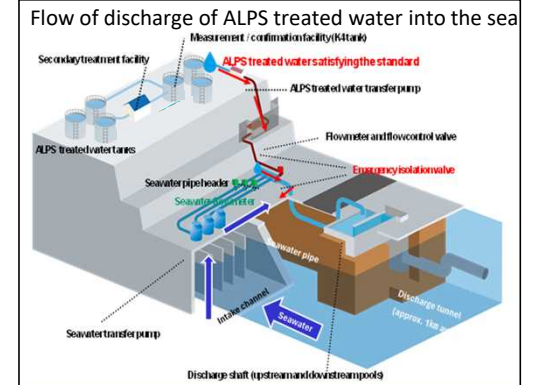 Flow of discharge of ALPS treated water into the sea
Measurement / confirmation facility (K4 tank)
Secondary treatment facility
ALPS treated water satisfying the standard
ALPS treated water transfer pump
ALPS treated water tanks
Flowmeter and flow control valve
Emergency isolation valve
Seawater pipe header
Seawater
Seawater pipe
Intake channel
Seawater
Discharge tunnel
(approx. 1km
Seawater transfer pump
Discharge shaft (upstream and downstream pools)